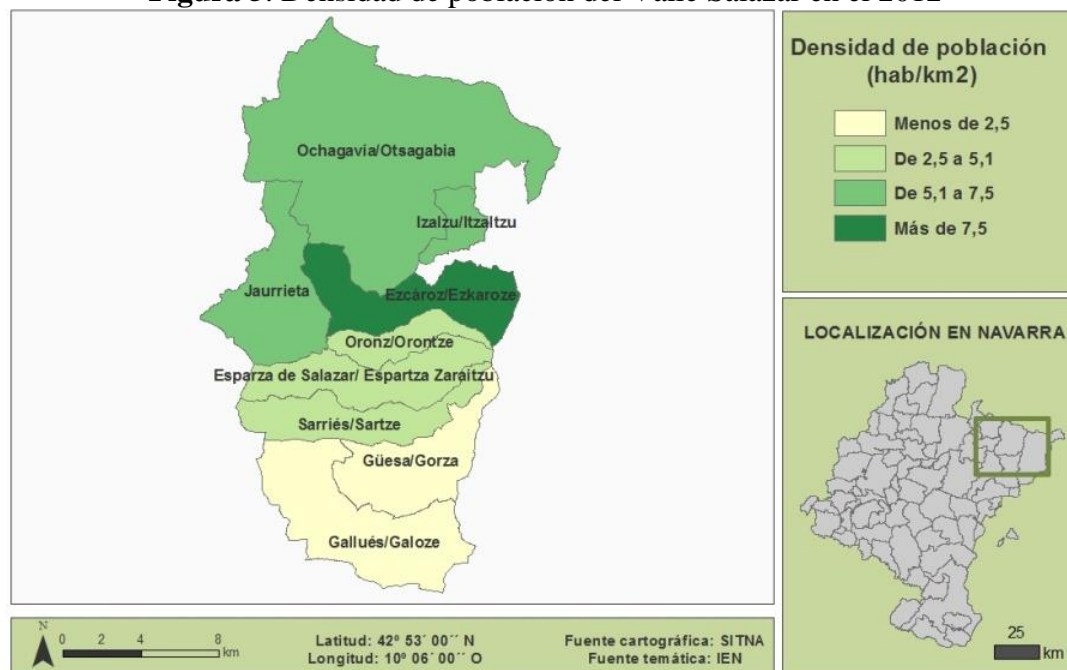 Figura 3. Densidad de población del Valle Salazar en el 2012
Ochagavía/Otsagabia
Izalzu/Itzaltzu
Jaurrieta
Ezcároz/Ezkaroze
Oronz/Orontze
Esparza de Salazar/ Espartza Zaraitzu
Sarriés/Sartze
Güesa/Gorza
Gallués/Galoze
Densidad de población
(hab/km2)
Menos de 2,5
De 2,5 a 5,1
De 5,1 a 7,5
Más de 7,5
LOCALIZACIÓN EN NAVARRA
25
km
N
0 2 4 8
km
Latitud: 42º 53´ 00´´ N
Longitud: 10º 06´ 00´´ O
Fuente cartográfica: SITNA
Fuente temática: IEN